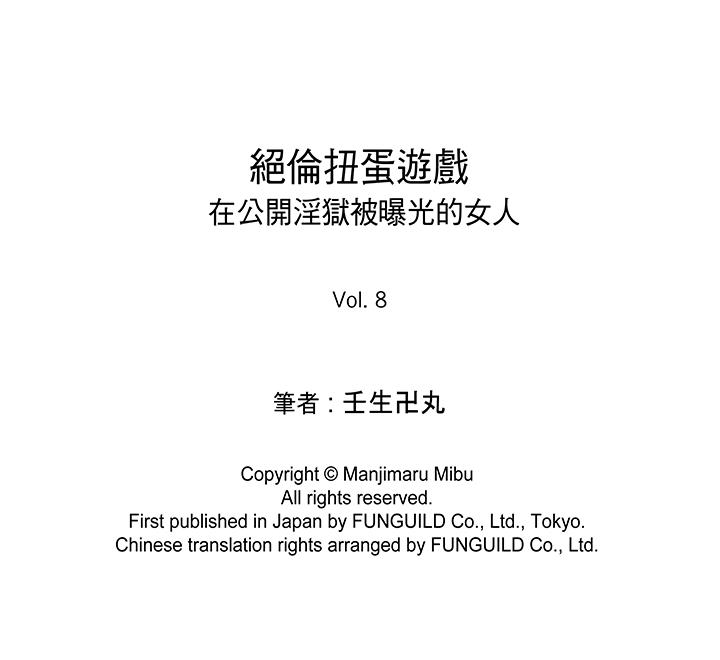 絕倫扭蛋遊戲
在公開淫獄被曝光的女人
Vol. 8
筆者：壬生卍丸
Copyright © Manjimaru Mibu
All rights reserved.
First published in Japan by FUNGUILD Co., Ltd., Tokyo.
Chinese translation rights arranged by FUNGUILD Co., Ltd.